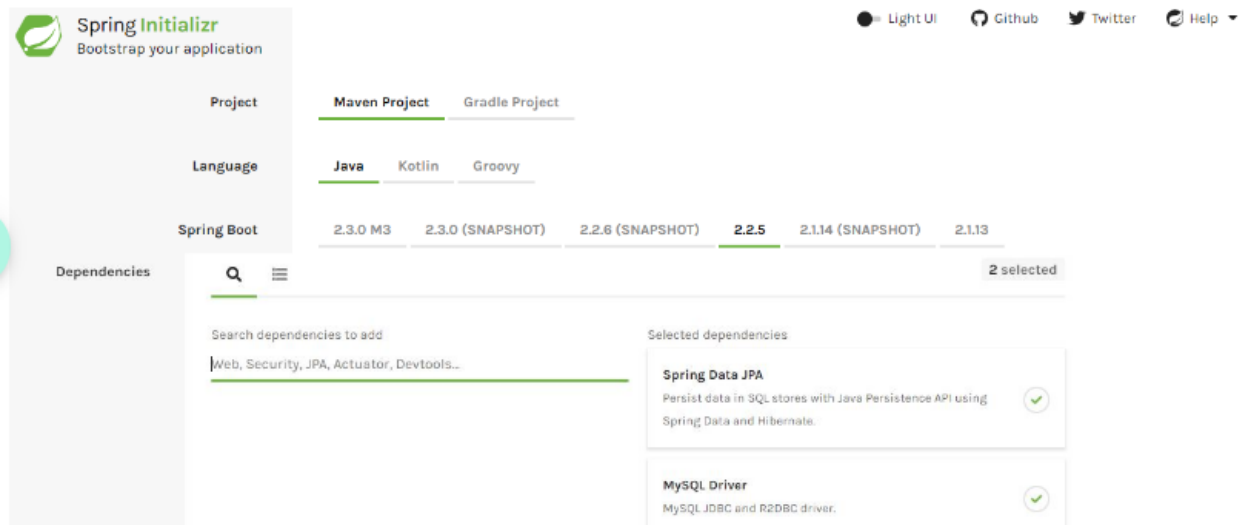 Spring Initializr
Bootstrap your application
Light UI
Github
Twitter
Help
Project
Maven Project
Gradle Project
Language
Java
Kotlin
Groovy
Spring Boot
2.3.0 M3
2.3.0 (SNAPSHOT)
2.2.6 (SNAPSHOT)
2.2.5
2.1.14 (SNAPSHOT)
2.1.13
Dependencies
2 selected
Search dependencies to add
Web, Security, JPA, Actuator, Devtools...
Selected dependencies
Spring Data JPA
Persist data in SQL stores with Java Persistence API using
Spring Data and Hibernate.
MySQL Driver
MySQL JDBC and R2DBC driver.